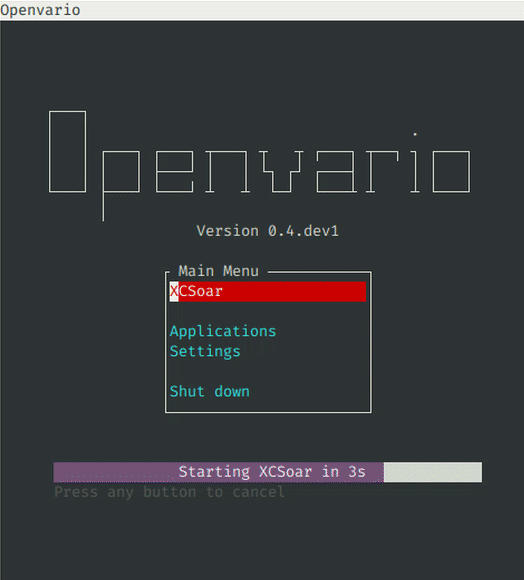 Openvario
Openvario
Version 0.4.dev1
Main Menu
XCSoar
Applications
Settings
Shut down
Starting XCSoar in 3s
Press any button to cancel